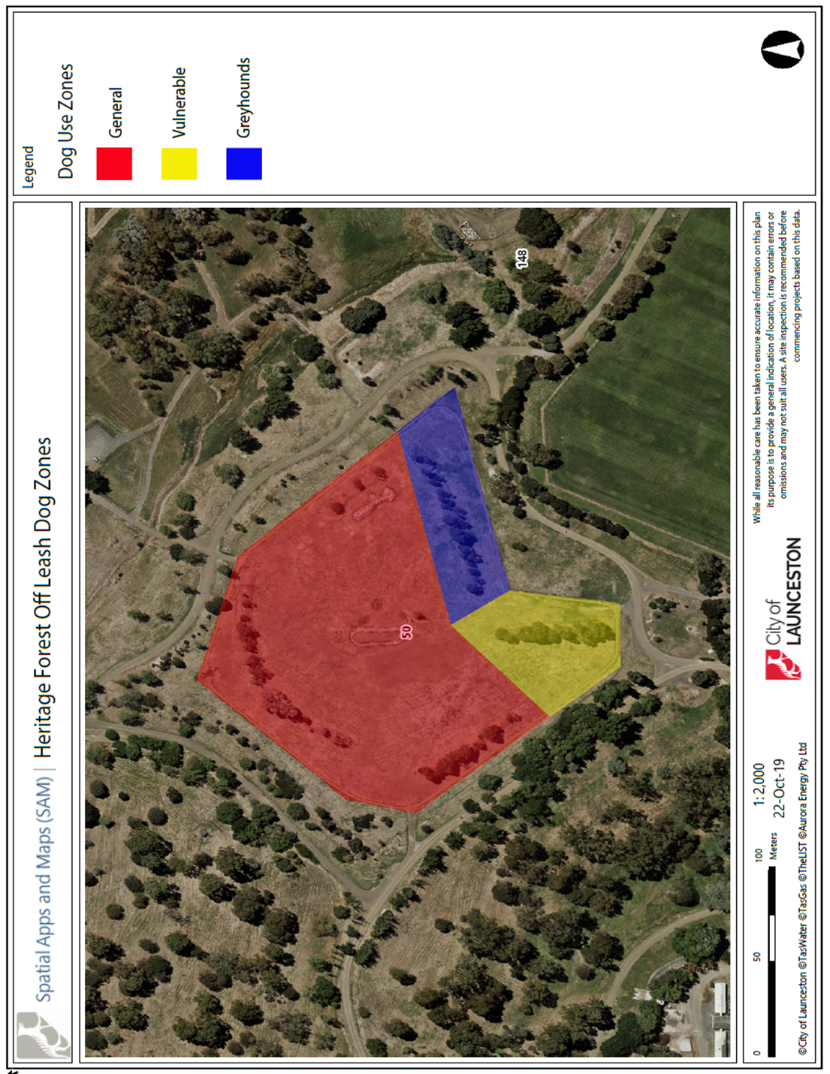 Spatial Apps and Maps (SAM) | Heritage Forest Off Leash Dog Zones
Legend
Dog Use Zones
General
Vulnerable
Greyhounds
148
50
0 50 100
Meters
1:2,000
22-Oct-19
City of
LAUNCESTON
While all reasonable care has been taken to ensure accurate information on this plan
its purpose is to provide a general indication of location, it may contain errors or
omissions and may not suit all users. A site inspection is recommended before
commencing projects based on this data.
©City of Launceston ©TasWater ©TasGas ©TheLIST ©Aurora Energy Pty Ltd